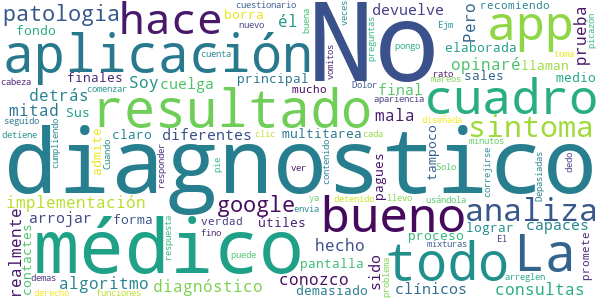 patologia
hace
No
devuelve
cuestionario
borra
él
Pero
prueba
Ejm
veces
nuevo
buena
recomiendo
picazón
app
aplicación
fondo
cuenta
preguntas
pongo
elaborada
opinaré
llaman
toma
finales
Soy
cuelga
principal
vomitos
mareos
sales
medio
cabeza
comenzar
mucho
Dolor
rato
apariencia
detrás
resultado
final
cuadro
mitad
Sus
diferentes
mala
seguido
claro
multitarea
tampoco
sintoma
detiene
cumpliendo
Cuando
admite
clic
cada
diseñada
minutos
responder
pie
ver
contenido
Solo
correjirse
dedo
Depasiadas
diagnostico
implementación
google
bueno
analiza
realmente
contactes
arrojar
forma
útiles
pagues
La
médico
verdad
fino
ya
detenido
llevo
usándola
hecho
conozco
sido
todo
lograr
capaces
algoritmo
diagnóstico
respuesta
envia
puede
pantalla
demasiado
problema
proceso
mixturas
El
arreglen
clínicos
promete
consultas
demas
derecho
funciones